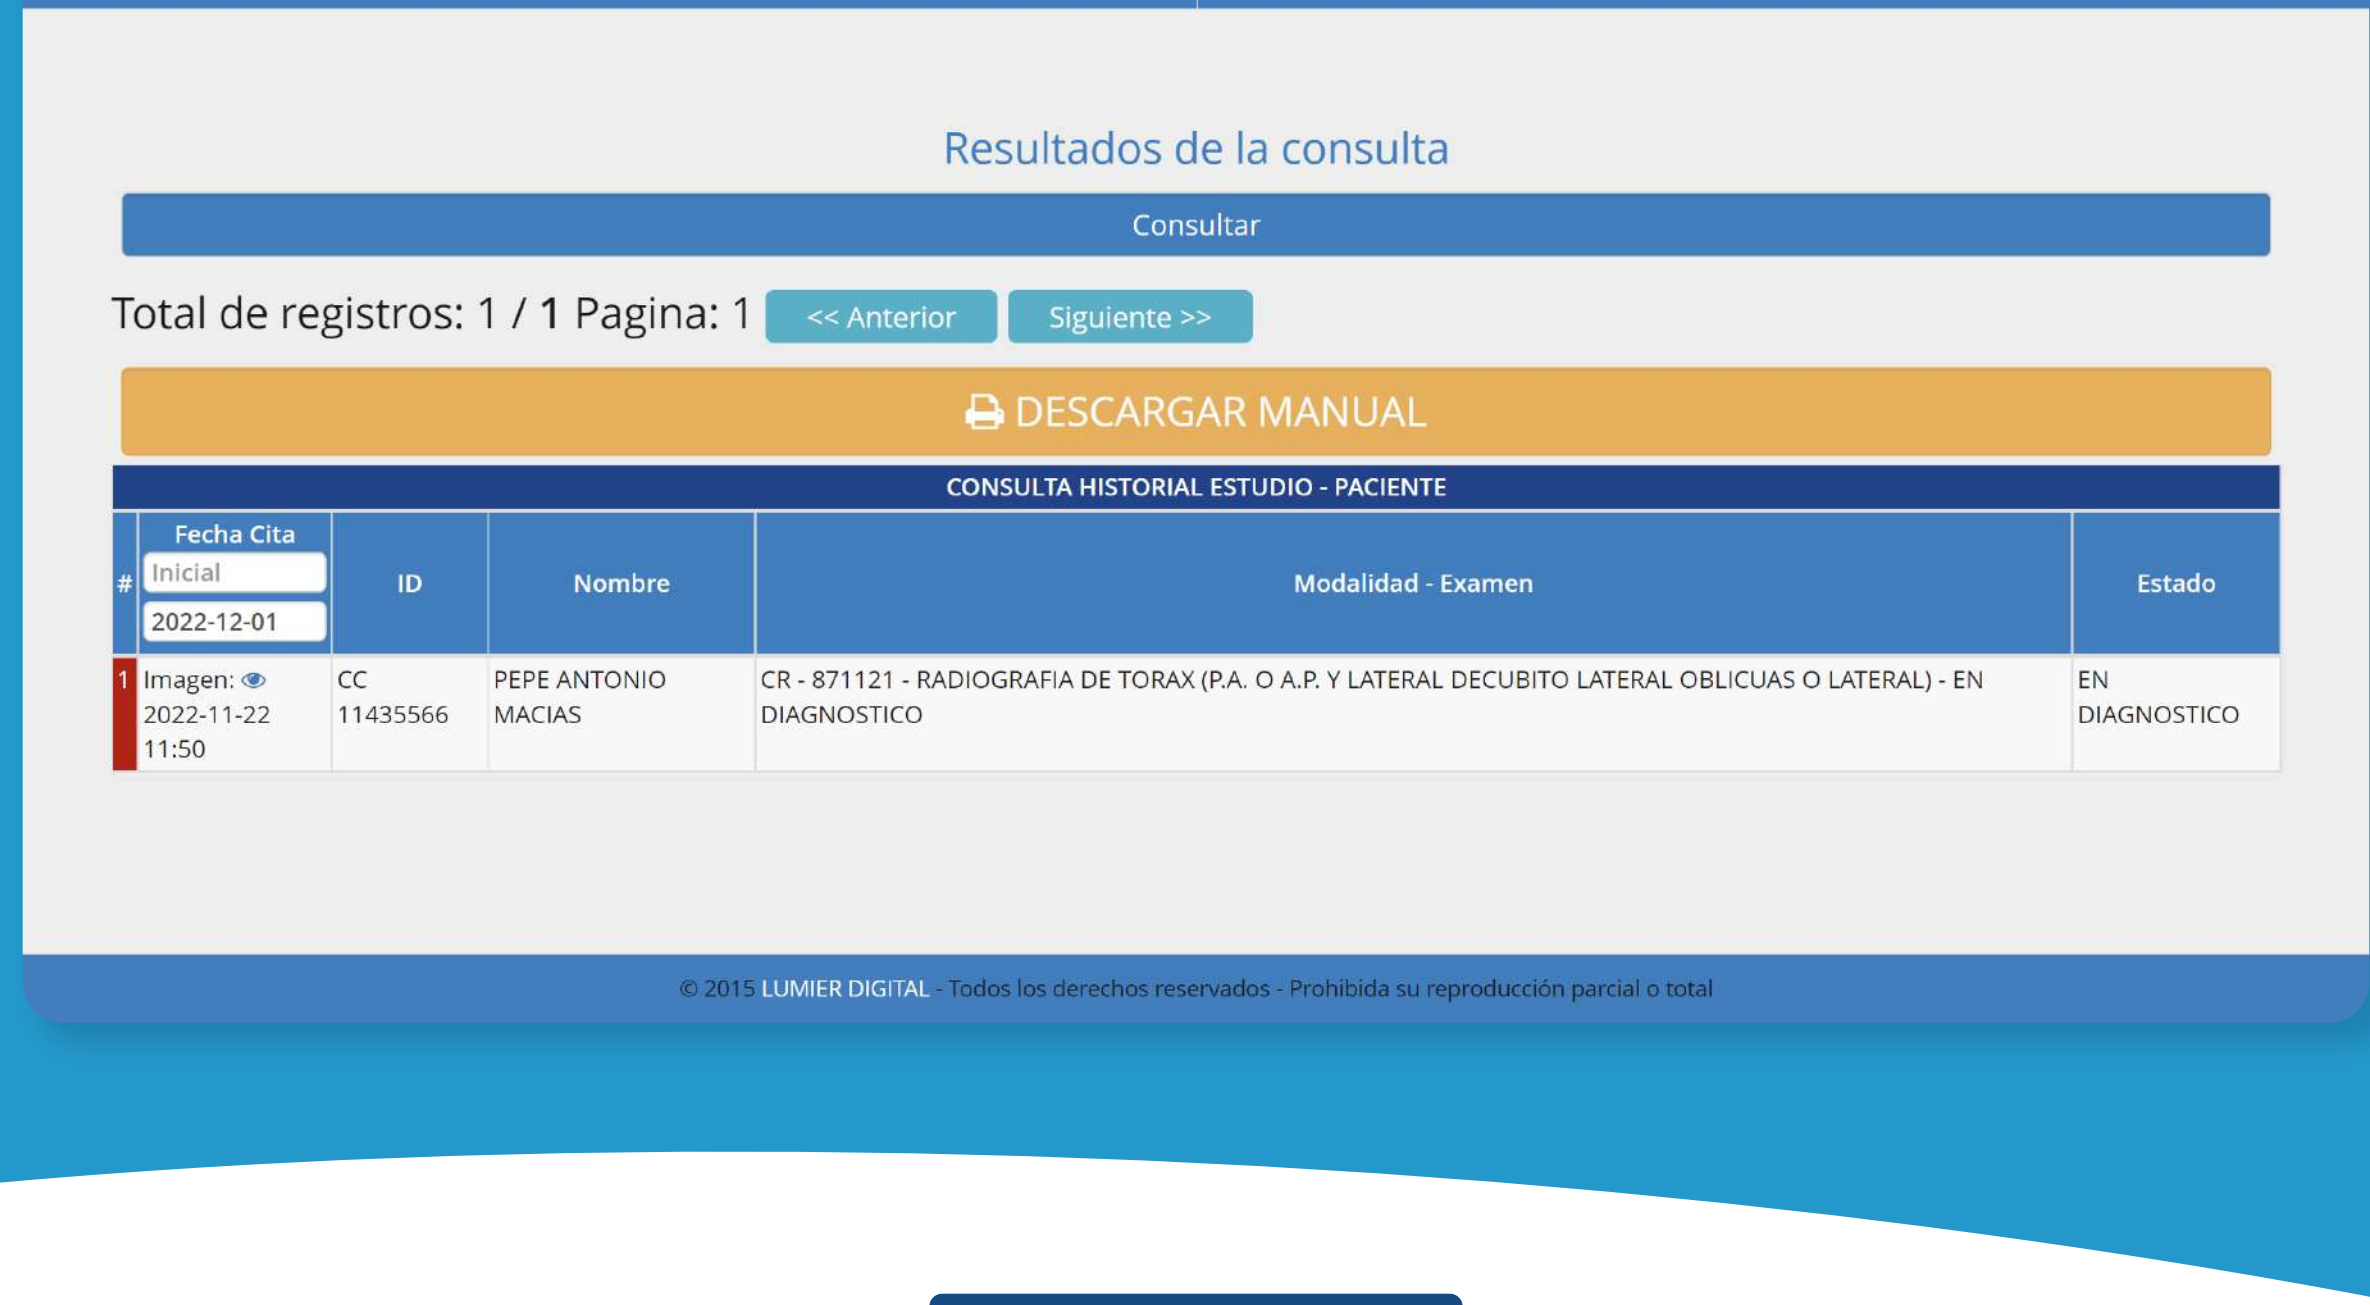 Resultados de la consulta
Consultar
Total de registros: 1 / 1 Pagina: 1 << Anterior Siguiente >>
DESCARGAR MANUAL
CONSULTA HISTORIAL ESTUDIO - PACIENTE
# Fecha Cita ID Nombre Modalidad - Examen Estado
Inicial
2022-12-01
1 Imagen: CC PEPE ANTONIO CR - 871121 - RADIOGRAFIA DE TORAX (P.A. O A.P. Y LATERAL DECUBITO LATERAL OBLICUAS O LATERAL) - EN EN
2022-11-22 11435566 MACIAS DIAGNOSTICO DIAGNOSTICO
11:50
© 2015 LUMIER DIGITAL - Todos los derechos reservados - Prohibida su reproducción parcial o total